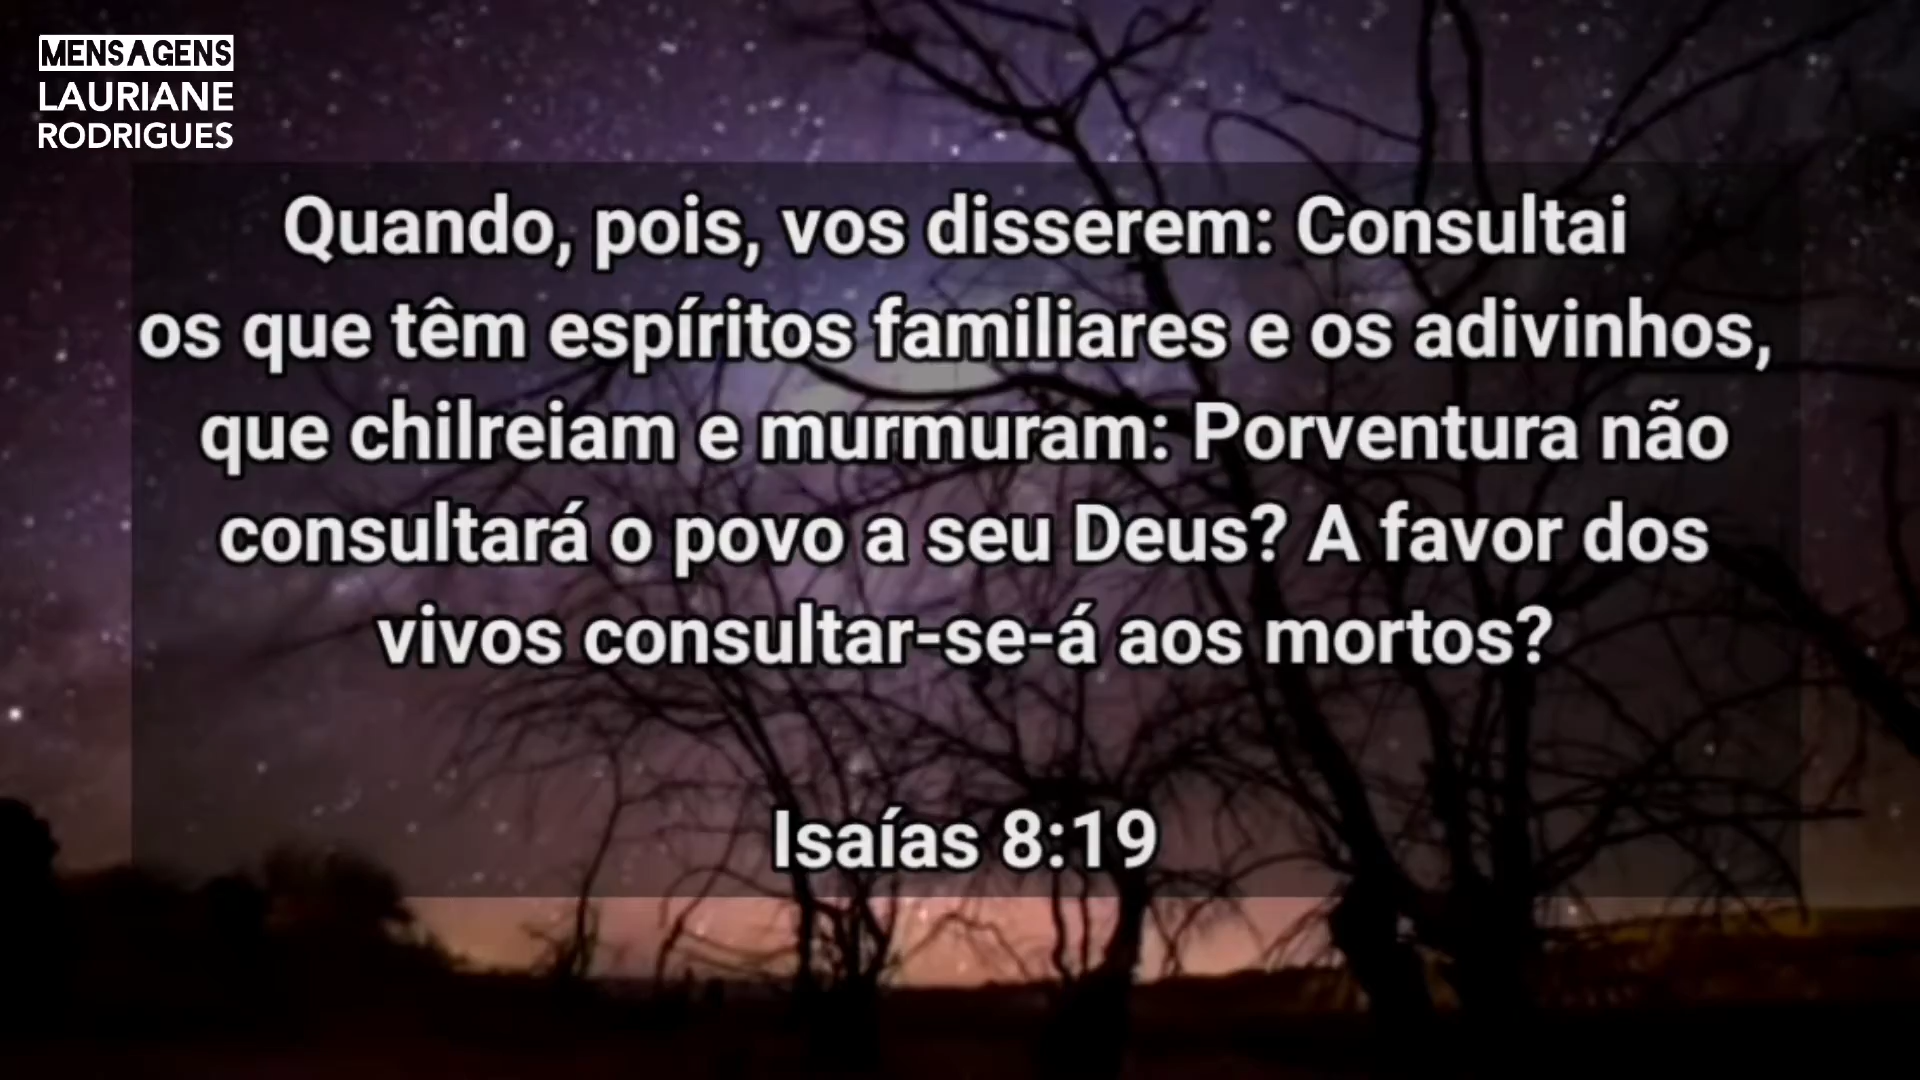 MENSAGENS
LAURIANE
RODRIGUES
Quando, pois, vos disserem: Consultai
os que têm espíritos familiares e os adivinhos,
que chilreiam e murmuram: Porventura não
consultará o povo a seu Deus? A favor dos
vivos consultar-se-á aos mortos?
Isaías 8:19